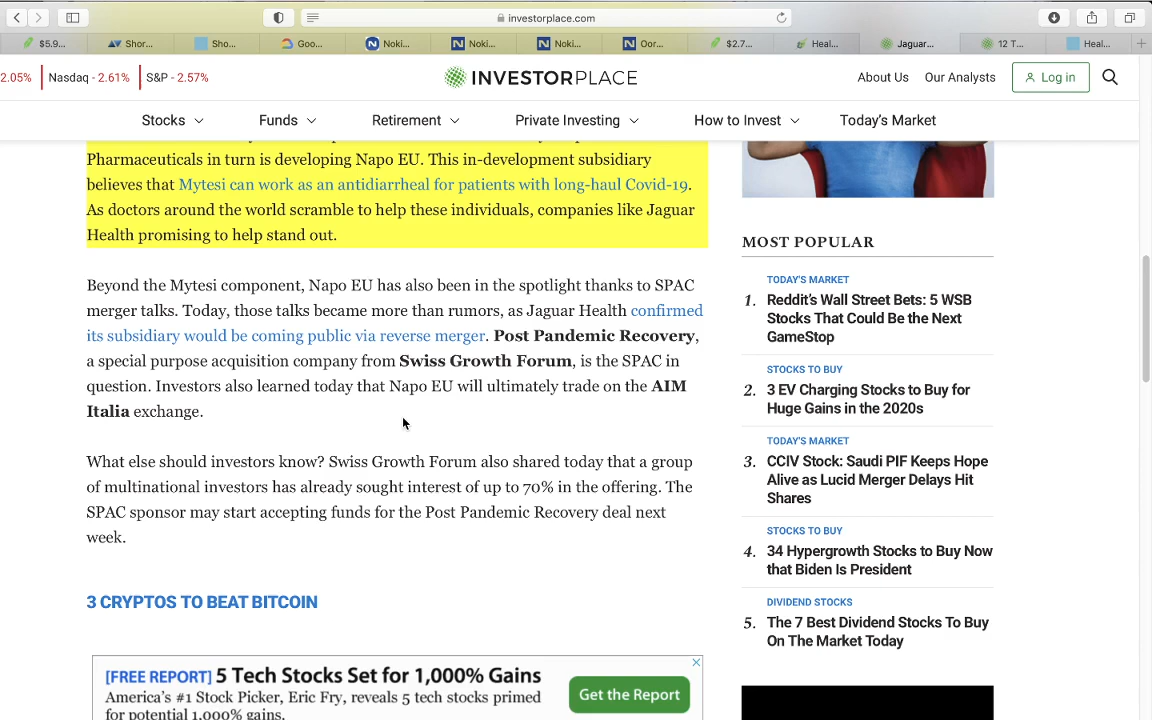 investorplace.com
$5.9...
Shor...
Sho...
Goo...
Noki...
Noki...
Noki...
Oor...
$2.7...
Heal...
Jaguar...
12 T...
Heal...
2.05% Nasdaq - 2.61% S&P - 2.57%
INVESTORPLACE
About Us
Our Analysts
Log in
Stocks
Funds
Retirement
Private Investing
How to Invest
Today's Market
Pharmaceuticals in turn is developing Napo EU. This in-development subsidiary
believes that Mytesi can work as an antidiarrheal for patients with long-haul Covid-19.
As doctors around the world scramble to help these individuals, companies like Jaguar
Health promising to help stand out.
Beyond the Mytesi component, Napo EU has also been in the spotlight thanks to SPAC
merger talks. Today, those talks became more than rumors, as Jaguar Health confirmed
its subsidiary would be coming public via reverse merger. Post Pandemic Recovery,
a special purpose acquisition company from Swiss Growth Forum, is the SPAC in
question. Investors also learned today that Napo EU will ultimately trade on the AIM
Italia exchange.
What else should investors know? Swiss Growth Forum also shared today that a group
of multinational investors has already sought interest of up to 70% in the offering. The
SPAC sponsor may start accepting funds for the Post Pandemic Recovery deal next
week.
3 CRYPTOS TO BEAT BITCOIN
[FREE REPORT] 5 Tech Stocks Set for 1,000% Gains
America's #1 Stock Picker, Eric Fry, reveals 5 tech stocks primed
for potential 1,000% gains.
Get the Report
MOST POPULAR
TODAY'S MARKET
1. Reddit's Wall Street Bets: 5 WSB
Stocks That Could Be the Next
GameStop
STOCKS TO BUY
2. 3 EV Charging Stocks to Buy for
Huge Gains in the 2020s
TODAY'S MARKET
3. CCIV Stock: Saudi PIF Keeps Hope
Alive as Lucid Merger Delays Hit
Shares
STOCKS TO BUY
4. 34 Hypergrowth Stocks to Buy Now
that Biden Is President
DIVIDEND STOCKS
5. The 7 Best Dividend Stocks To Buy
On The Market Today